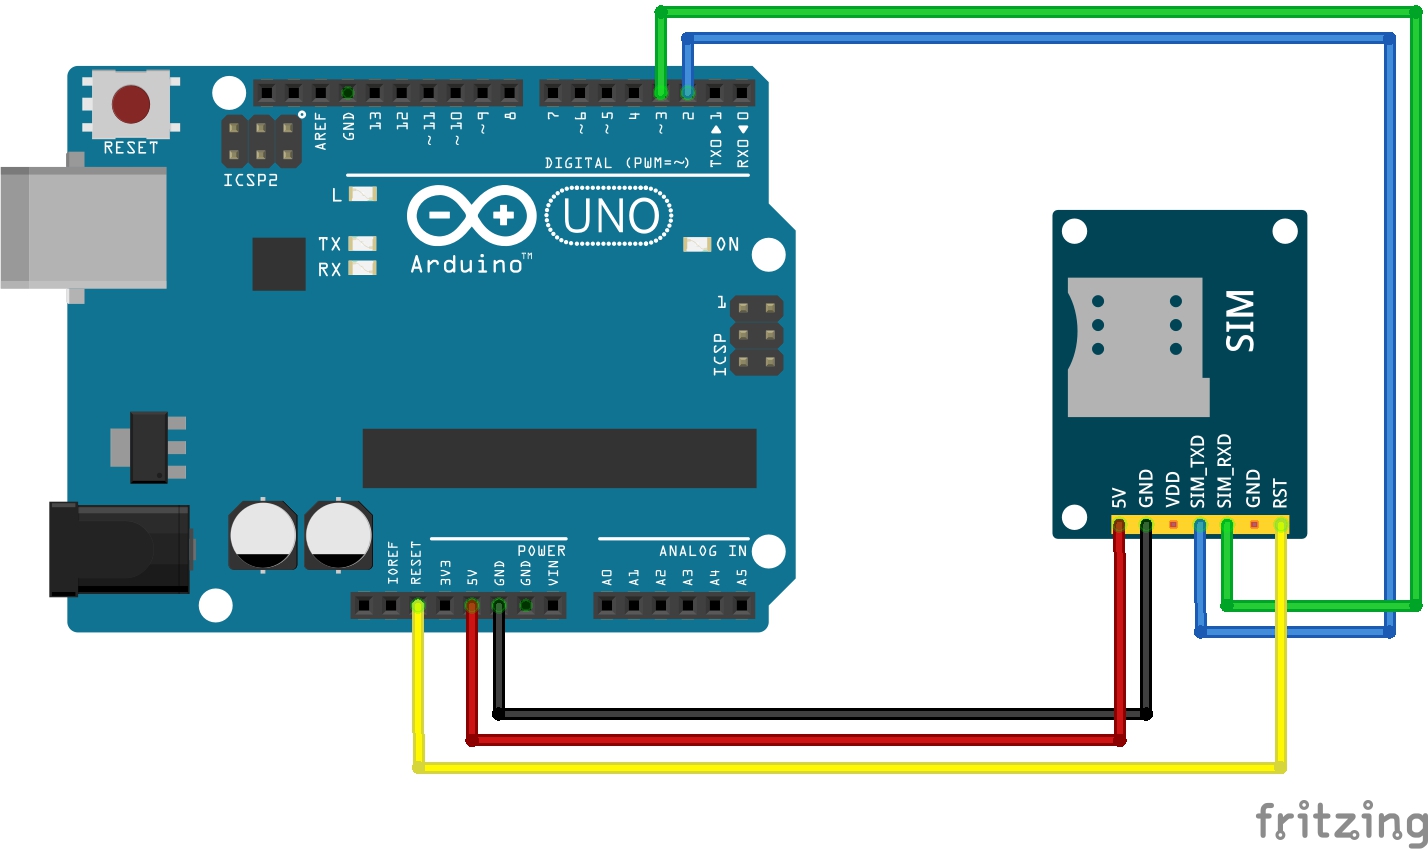 RESET
ICSP2
AREF
GND
13
12
~11
~10
~9
8
7
~6
~5
4
~3
2
TX0▶1
RX0◀0
DIGITAL (PWM=~)
L
TX
RX
UNO
Arduino™
ON
1
ICSP
SIM
5V
GND
VDD
SIM_TXD
SIM_RXD
GND
RST
POWER
ANALOG IN
IOREF
RESET
3V3
5V
GND
GND
VIN
A0
A1
A2
A3
A4
A5
fritzing